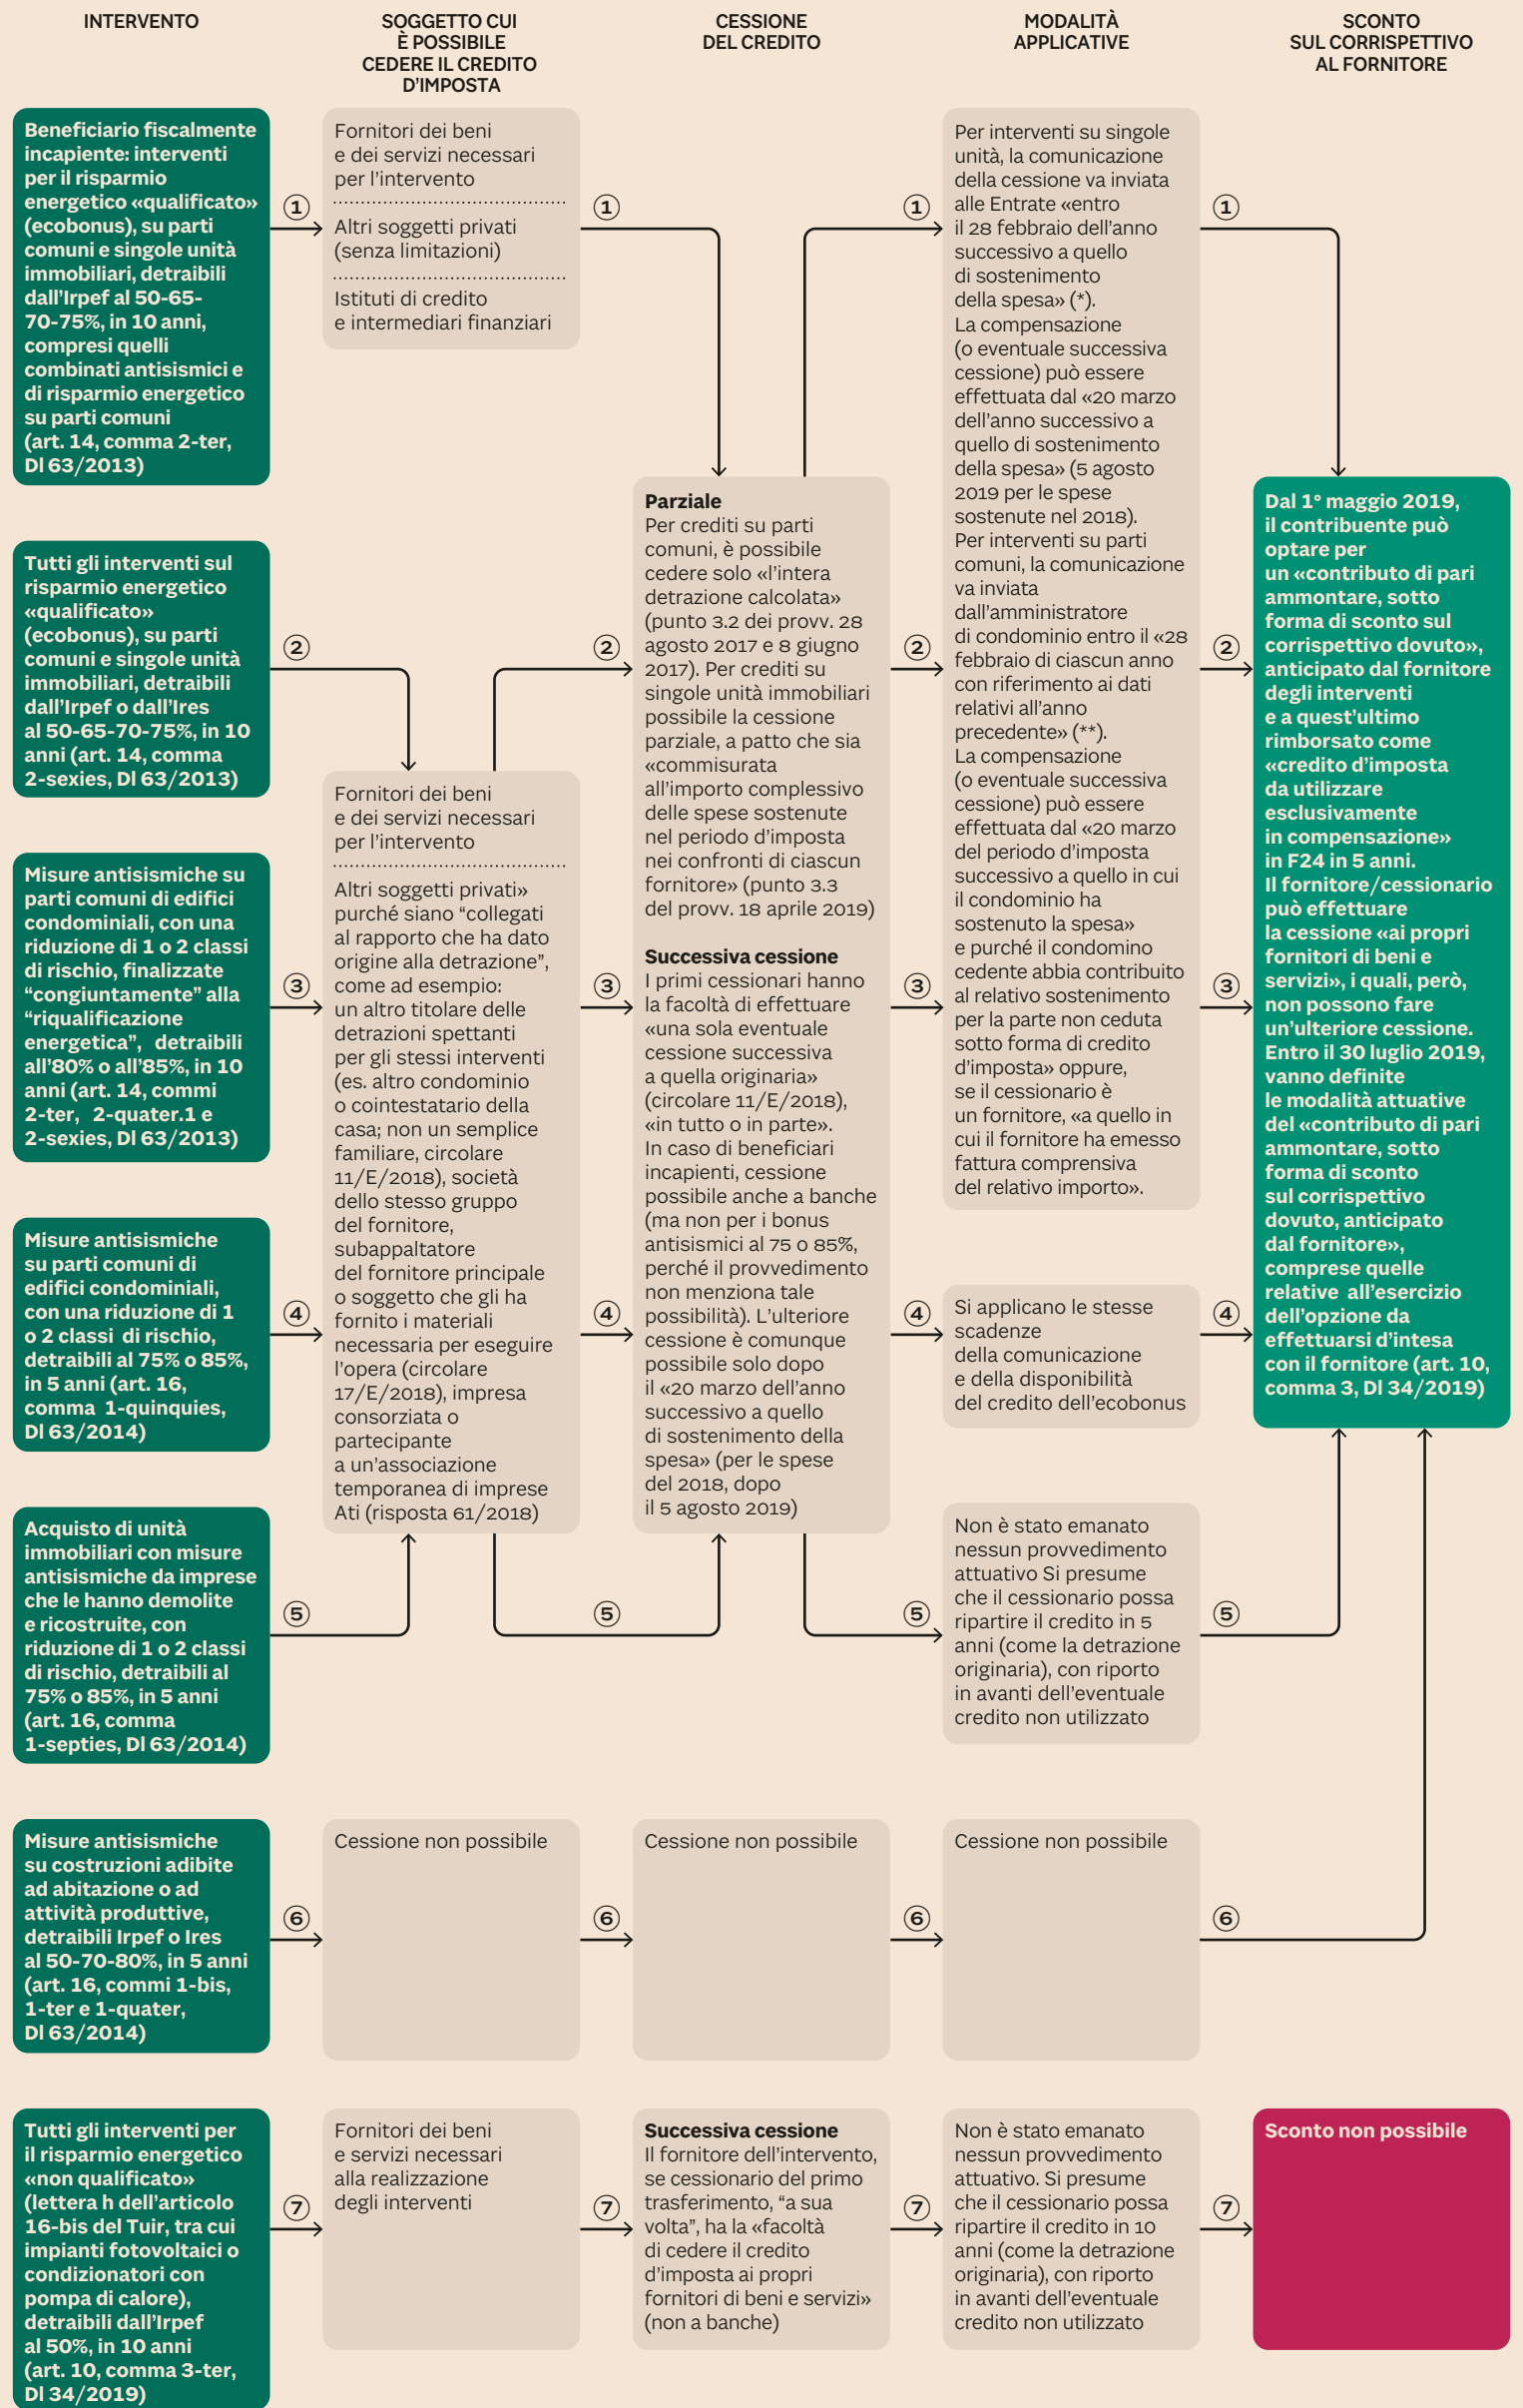 INTERVENTO
SOGGETTO CUI
È POSSIBILE
CEDERE IL CREDITO
D'IMPOSTA
CESSIONE
DEL CREDITO
MODALITÀ
APPLICATIVE
SCONTO
SUL CORRISPETTIVO
AL FORNITORE
Beneficiario fiscalmente
incapiente: interventi
per il risparmio
energetico «qualificato»
(ecobonus), su parti
comuni e singole unità
immobiliari, detraibili
dall'Irpef al 50-65-
70-75%, in 10 anni,
compresi quelli
combinati antisismici e
di risparmio energetico
su parti comuni
(art. 14, comma 2-ter,
Dl 63/2013)
1
Fornitori dei beni
e dei servizi necessari
per l'intervento
Altri soggetti privati
(senza limitazioni)
Istituti di credito
e intermediari finanziari
1
1
1
Tutti gli interventi sul
risparmio energetico
«qualificato»
(ecobonus), su parti
comuni e singole unità
immobiliari, detraibili
dall'Irpef o dall'Ires
al 50-65-70-75%, in 10
anni (art. 14, comma
2-sexies, Dl 63/2013)
2
2
2
2
Misure antisismiche su
parti comuni di edifici
condominiali, con una
riduzione di 1 o 2 classi
di rischio, finalizzate
“congiuntamente” alla
“riqualificazione
energetica”, detraibili
all'80% o all'85%, in 10
anni (art. 14, commi
2-ter, 2-quater.1 e
2-sexies, Dl 63/2013)
3
3
3
3
Misure antisismiche
su parti comuni di
edifici condominiali,
con una riduzione di 1
o 2 classi di rischio,
detraibili al 75% o 85%,
in 5 anni (art. 16,
comma 1-quinquies,
Dl 63/2014)
4
4
4
4
Acquisto di unità
immobiliari con misure
antisismiche da imprese
che le hanno demolite
e ricostruite, con
riduzione di 1 o 2 classi
di rischio, detraibili al
75% o 85%, in 5 anni
(art. 16, comma
1-septies, Dl 63/2014)
5
5
5
5
Fornitori dei beni
e dei servizi necessari
per l'intervento
Altri soggetti privati»
purché siano “collegati
al rapporto che ha dato
origine alla detrazione”,
come ad esempio:
un altro titolare delle
detrazioni spettanti
per gli stessi interventi
(es. altro condominio
o cointestatario della
casa; non un semplice
familiare, circolare
11/E/2018), società
dello stesso gruppo
del fornitore,
subappaltatore
del fornitore principale
o soggetto che gli ha
fornito i materiali
necessaria per eseguire
l'opera (circolare
17/E/2018), impresa
consorziata o
partecipante
a un'associazione
temporanea di imprese
Ati (risposta 61/2018)
Parziale
Per crediti su parti
comuni, è possibile
cedere solo «l'intera
detrazione calcolata»
(punto 3.2 dei provv. 28
agosto 2017 e 8 giugno
2017). Per crediti su
singole unità immobiliari
possibile la cessione
parziale, a patto che sia
«commisurata
all'importo complessivo
delle spese sostenute
nel periodo d'imposta
nei confronti di ciascun
fornitore» (punto 3.3
del provv. 18 aprile 2019)
Successiva cessione
I primi cessionari hanno
la facoltà di effettuare
«una sola eventuale
cessione successiva
a quella originaria»
(circolare 11/E/2018),
«in tutto o in parte».
In caso di beneficiari
incapienti, cessione
possibile anche a banche
(ma non per i bonus
antisismici al 75 o 85%,
perché il provvedimento
non menziona tale
possibilità). L'ulteriore
cessione è comunque
possibile solo dopo
il «20 marzo dell'anno
successivo a quello
di sostenimento della
spesa» (per le spese
del 2018, dopo
il 5 agosto 2019)
Per interventi su singole
unità, la comunicazione
della cessione va inviata
alle Entrate «entro
il 28 febbraio dell'anno
successivo a quello
di sostenimento
della spesa» (*).
La compensazione
(o eventuale successiva
cessione) può essere
effettuata dal «20 marzo
dell'anno successivo a
quello di sostenimento
della spesa» (5 agosto
2019 per le spese
sostenute nel 2018).
Per interventi su parti
comuni, la comunicazione
va inviata
dall'amministratore
di condominio entro il «28
febbraio di ciascun anno
con riferimento ai dati
relativi all'anno
precedente» (**).
La compensazione
(o eventuale successiva
cessione) può essere
effettuata dal «20 marzo
del periodo d'imposta
successivo a quello in cui
il condominio ha
sostenuto la spesa»
e purché il condomino
cedente abbia contribuito
al relativo sostenimento
per la parte non ceduta
sotto forma di credito
d'imposta» oppure,
se il cessionario è
un fornitore, «a quello in
cui il fornitore ha emesso
fattura comprensiva
del relativo importo».
Si applicano le stesse
scadenze
della comunicazione
e della disponibilità
del credito dell'ecobonus
Non è stato emanato
nessun provvedimento
attuativo Si presume
che il cessionario possa
ripartire il credito in 5
anni (come la detrazione
originaria), con riporto
in avanti dell'eventuale
credito non utilizzato
Dal 1° maggio 2019,
il contribuente può
optare per
un «contributo di pari
ammontare, sotto
forma di sconto sul
corrispettivo dovuto»,
anticipato dal fornitore
degli interventi
e a quest'ultimo
rimborsato come
«credito d'imposta
da utilizzare
esclusivamente
in compensazione»
in F24 in 5 anni.
Il fornitore/cessionario
può effettuare
la cessione «ai propri
fornitori di beni e
servizi», i quali, però,
non possono fare
un'ulteriore cessione.
Entro il 30 luglio 2019,
vanno definite
le modalità attuative
del «contributo di pari
ammontare, sotto
forma di sconto
sul corrispettivo
dovuto, anticipato
dal fornitore»,
comprese quelle
relative all'esercizio
dell'opzione da
effettuarsi d'intesa
con il fornitore (art. 10,
comma 3, Dl 34/2019)
Misure antisismiche
su costruzioni adibite
ad abitazione o ad
attività produttive,
detraibili Irpef o Ires
al 50-70-80%, in 5 anni
(art. 16, commi 1-bis,
1-ter e 1-quater,
Dl 63/2014)
6
Cessione non possibile
6
Cessione non possibile
6
Cessione non possibile
6
Tutti gli interventi per
il risparmio energetico
«non qualificato»
(lettera h dell'articolo
16-bis del Tuir, tra cui
impianti fotovoltaici o
condizionatori con
pompa di calore),
detraibili dall'Irpef
al 50%, in 10 anni
(art. 10, comma 3-ter,
Dl 34/2019)
7
Fornitori dei beni
e servizi necessari
alla realizzazione
degli interventi
7
Successiva cessione
Il fornitore dell'intervento,
se cessionario del primo
trasferimento, “a sua
volta”, ha la «facoltà
di cedere il credito
d'imposta ai propri
fornitori di beni e servizi»
(non a banche)
7
Non è stato emanato
nessun provvedimento
attuativo. Si presume
che il cessionario possa
ripartire il credito in 10
anni (come la detrazione
originaria), con riporto
in avanti dell'eventuale
credito non utilizzato
7
Sconto non possibile